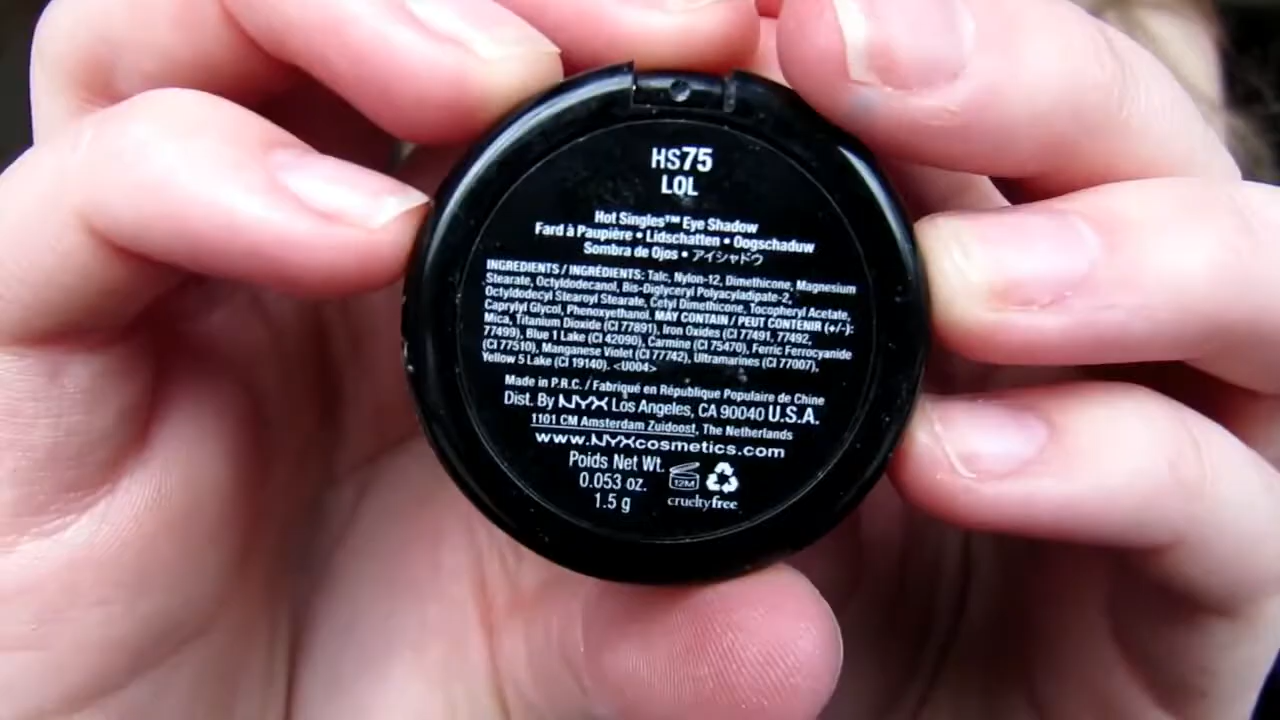 HS75
LOL
Hot Singles™ Eye Shadow
Fard à Paupière • Lidschatten • Oogschaduw
Sombra de Ojos • アイシャドウ
INGREDIENTS / INGRÉDIENTS: Talc, Nylon-12, Dimethicone, Magnesium
Stearate, Octyldodecanol, Bis-Diglyceryl Polyacyladipate-2,
Octyldodecyl Stearoyl Stearate, Cetyl Dimethicone, Tocopheryl Acetate,
Caprylyl Glycol, Phenoxyethanol. MAY CONTAIN / PEUT CONTENIR (+/-):
Mica, Titanium Dioxide (CI 77891), Iron Oxides (CI 77491, 77492,
77499), Blue 1 Lake (CI 42090), Carmine (CI 75470), Ferric Ferrocyanide
(CI 77510), Manganese Violet (CI 77742), Ultramarines (CI 77007),
Yellow 5 Lake (CI 19140). <U004>
Made in P.R.C. / Fabriqué en République Populaire de Chine
Dist. By NYX Los Angeles, CA 90040 U.S.A.
1101 CM Amsterdam Zuidoost, The Netherlands
www.NYXcosmetics.com
Poids Net Wt.
0.053 oz.
1.5 g
12M
crueltyfree